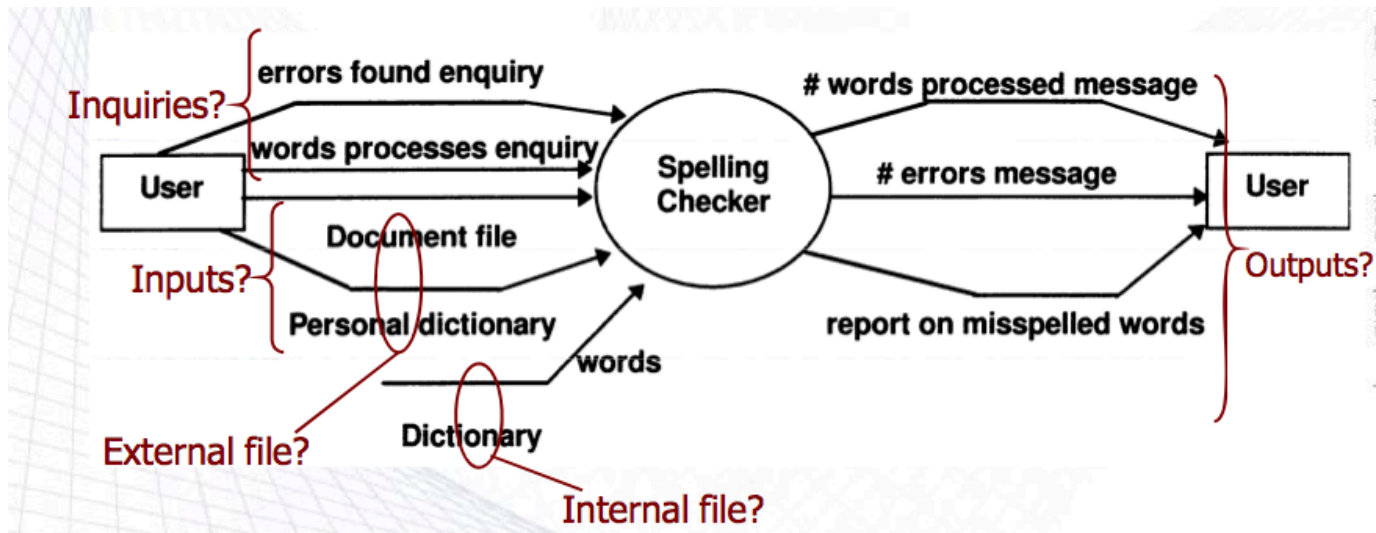 errors found enquiry
Inquiries?
words processes enquiry
User
Document file
Inputs?
Personal dictionary
words
External file?
Dictionary
Internal file?
Spelling
Checker
# words processed message
# errors message
User
Outputs?
report on misspelled words